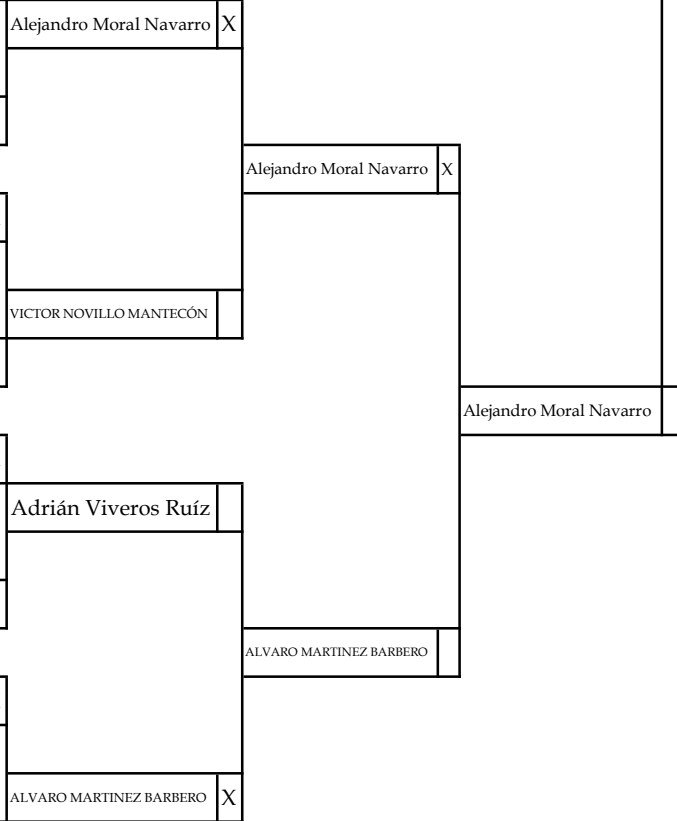 Alejandro Moral Navarro X
Alejandro Moral Navarro X
VICTOR NOVILLO MANTECÓN
Alejandro Moral Navarro
Adrián Viveros Ruíz
ALVARO MARTINEZ BARBERO
ALVARO MARTINEZ BARBERO X